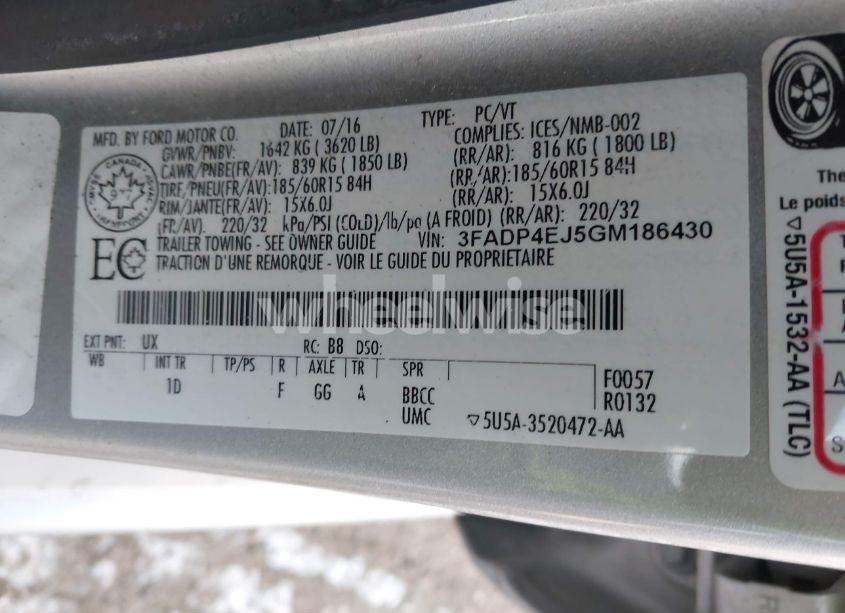 MFD. BY FORD MOTOR CO. DATE: 07/16 TYPE: PC/VT
GVWR/PNBV: 1642 KG ( 3620 LB) COMPLIES: ICES/NMB-002
CAWR/PNBE(FR/AV): 839 KG ( 1850 LB) (RR/AR): 816 KG ( 1800 LB)
TIRE/PNEU(FR/AV):185/60R15 84H (RR/AR):185/60R15 84H
RIM/JANTE(FR/AV): 15X6.0J (RR/AR): 15X6.0J
(FR/AV): 220/32 kPa/PSI (COLD)/lb/po (A FROID) (RR/AR): 220/32
TRAILER TOWING - SEE OWNER GUIDE VIN: 3FADP4EJ5GM186430
EC TRACTION D'UNE REMORQUE - VOIR LE GUIDE DU PROPRIETAIRE
CANADA
wheelwise
EXT PNT: UX RC: B8 DSO:
WB INT TR TP/PS R AXLE TR SPR
1D F GG A BBCC
UMC
F0057
R0132
▽5U5A-3520472-AA
The
Le poids
▽5U5A-1532-AA (TLC)